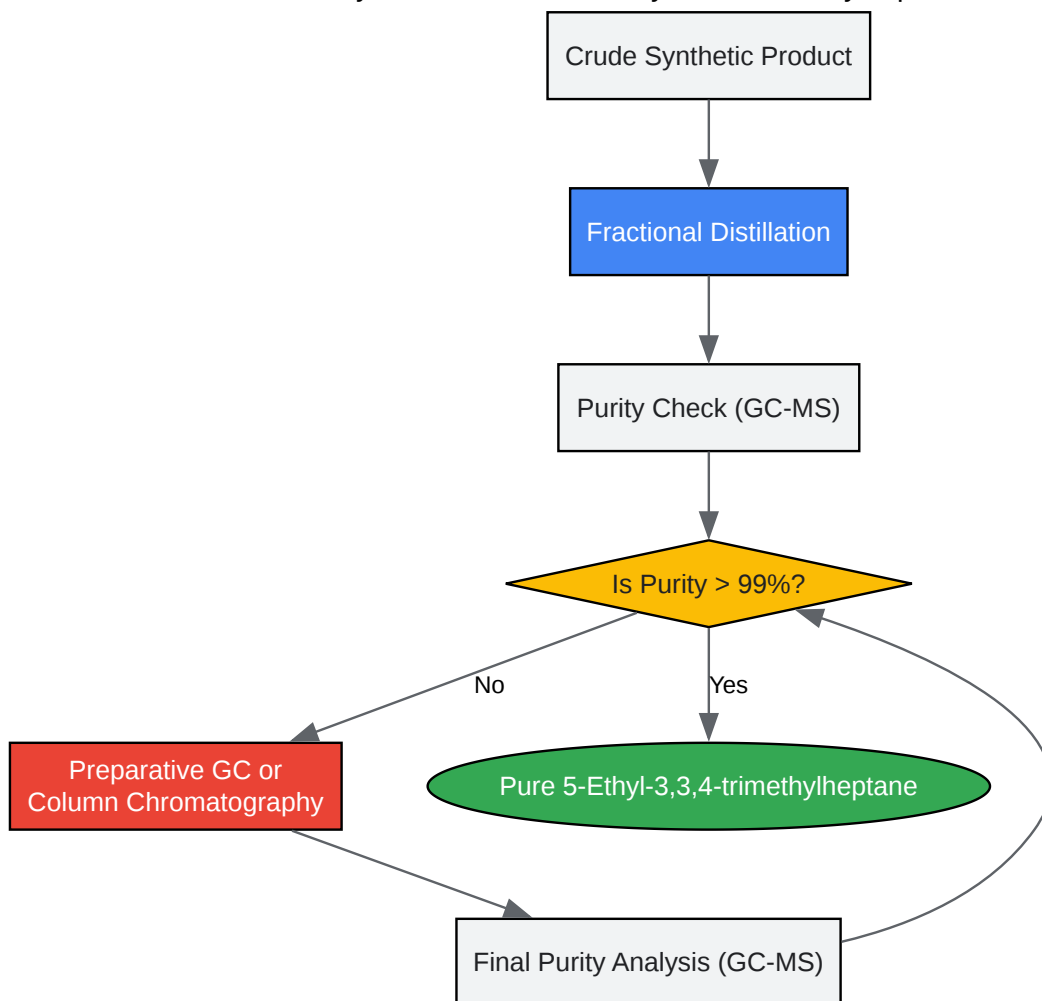 Crude Synthetic Product
Fractional Distillation
Purity Check (GC-MS)
Is Purity > 99%?
No
Yes
Preparative GC or
Column Chromatography
Pure 5-Ethyl-3,3,4-trimethylheptane
Final Purity Analysis (GC-MS)